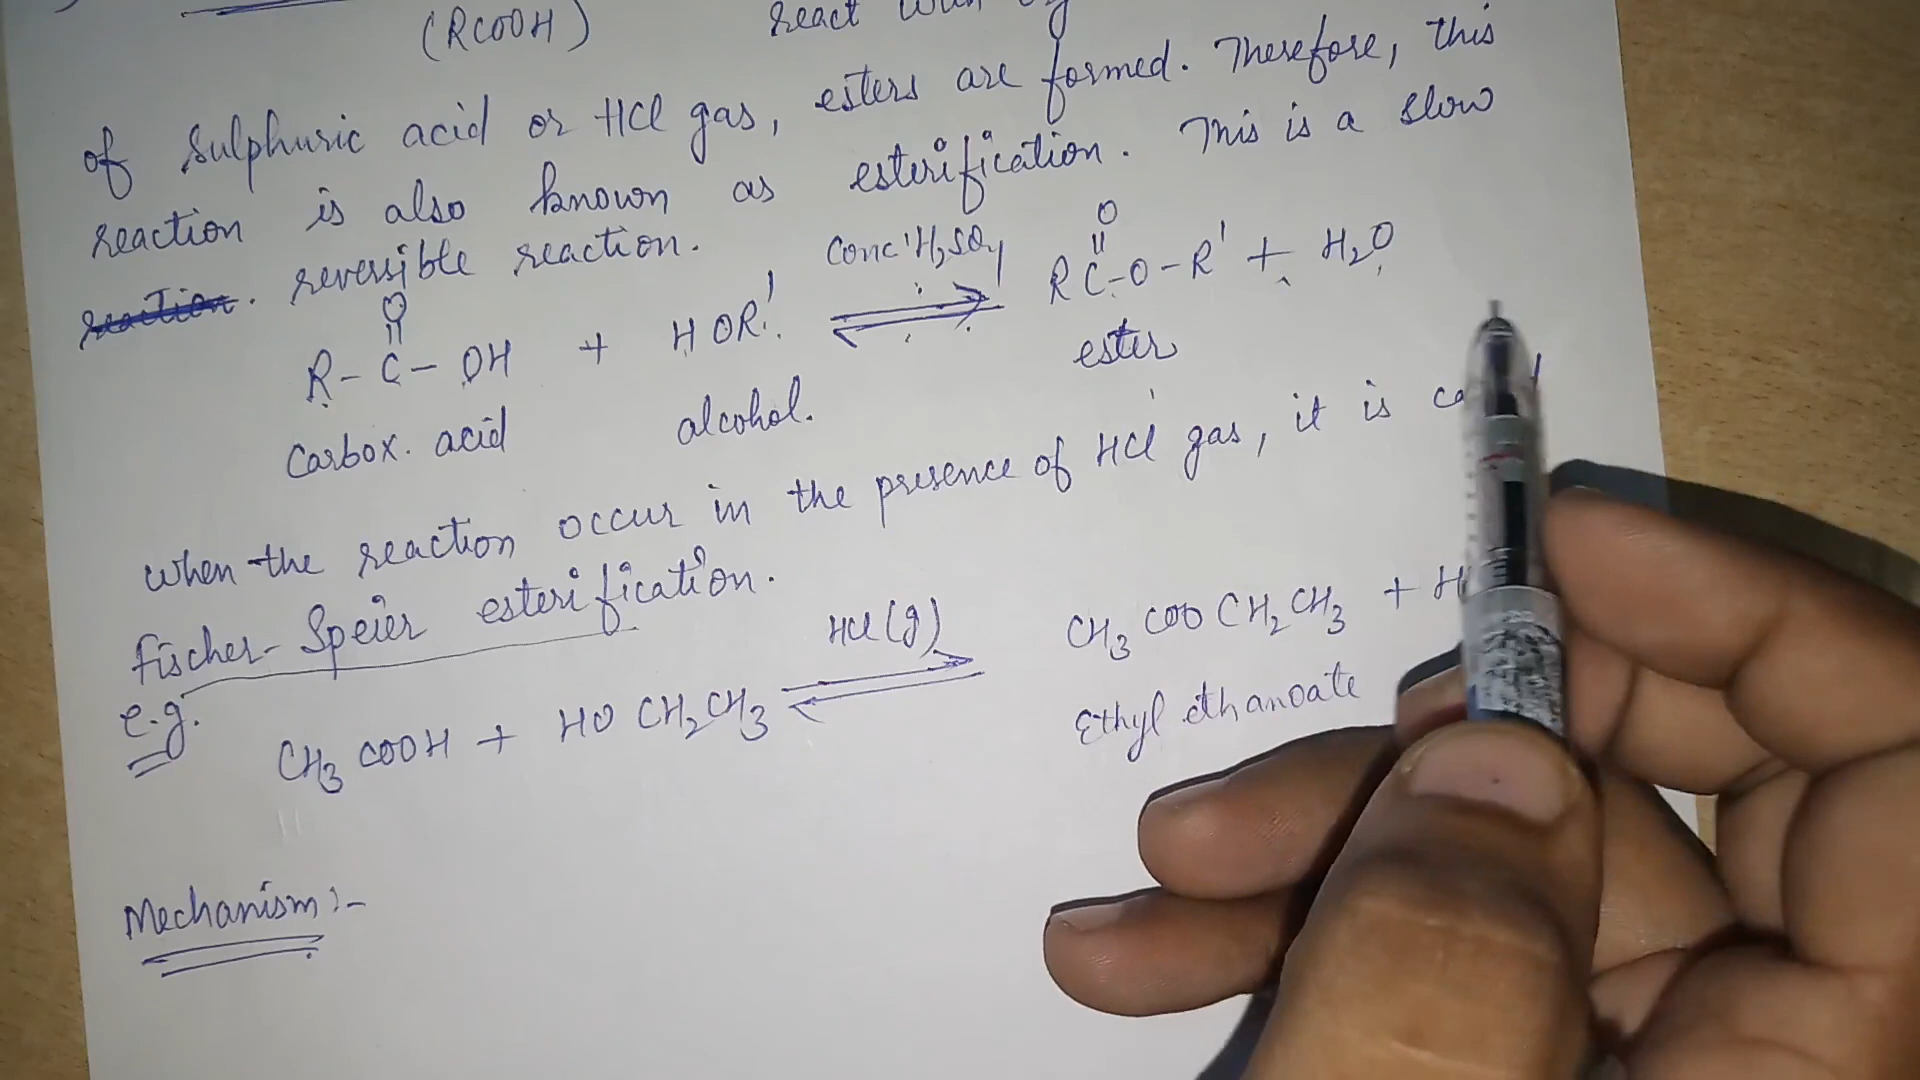 (RCOOH) react with
of sulphuric acid or HCl gas, esters are formed. Therefore, this
reaction is also known as esterification. This is a slow
reaction. reversible reaction.
Conc' H₂SO₄
O O
|| ||
R-C-OH + HOR' ⇌ RC-O-R' + H₂O
Carbox. acid alcohol. ester
when the reaction occur in the presence of HCl gas, it is
Fischer-Speier esterification.
e.g.
HCl(g)
CH₃COOH + HOCH₂CH₃ ⇌ CH₃COOCH₂CH₃ + H
Ethyl ethanoate
Mechanism:-